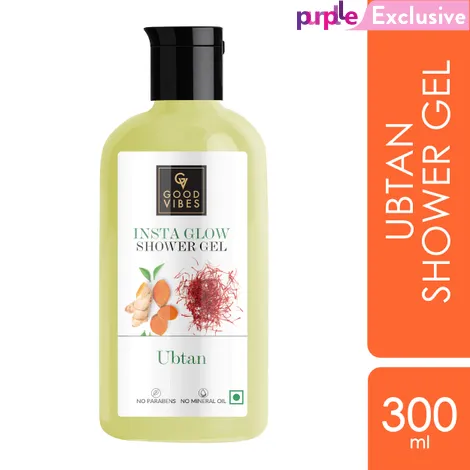 purplle Exclusive
GV
GOOD
VIBES
INSTA GLOW
SHOWER GEL
Ubtan
NO PARABENS NO MINERAL OIL
UBTAN
SHOWER GEL
300
ml